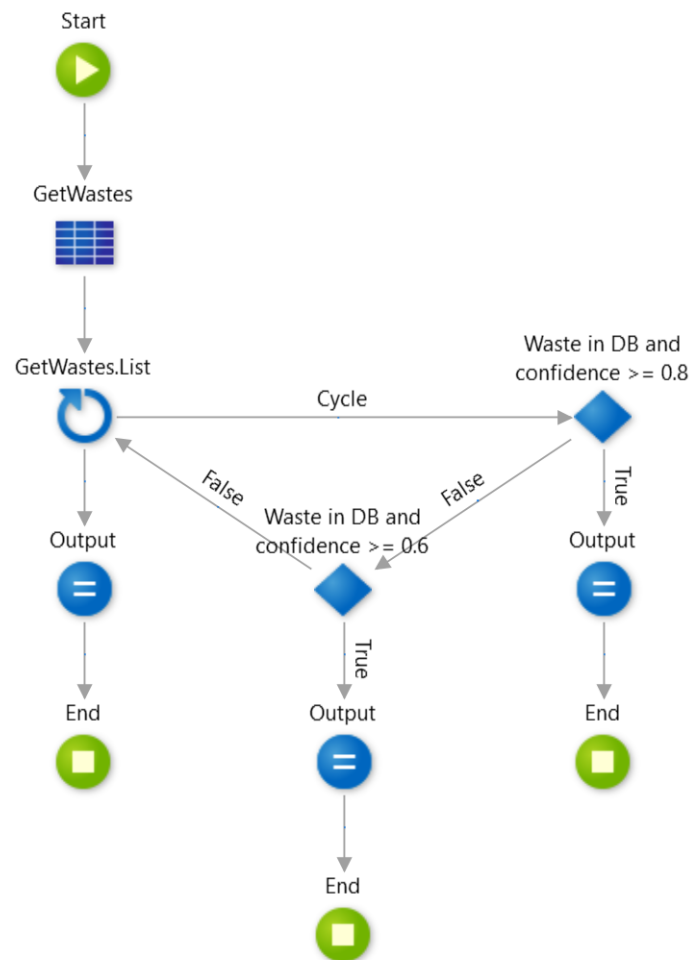 Start
GetWastes
GetWastes.List
Cycle
Waste in DB and
confidence >= 0.8
False
False
True
Waste in DB and
confidence >= 0.6
Output
Output
True
End
Output
End
End